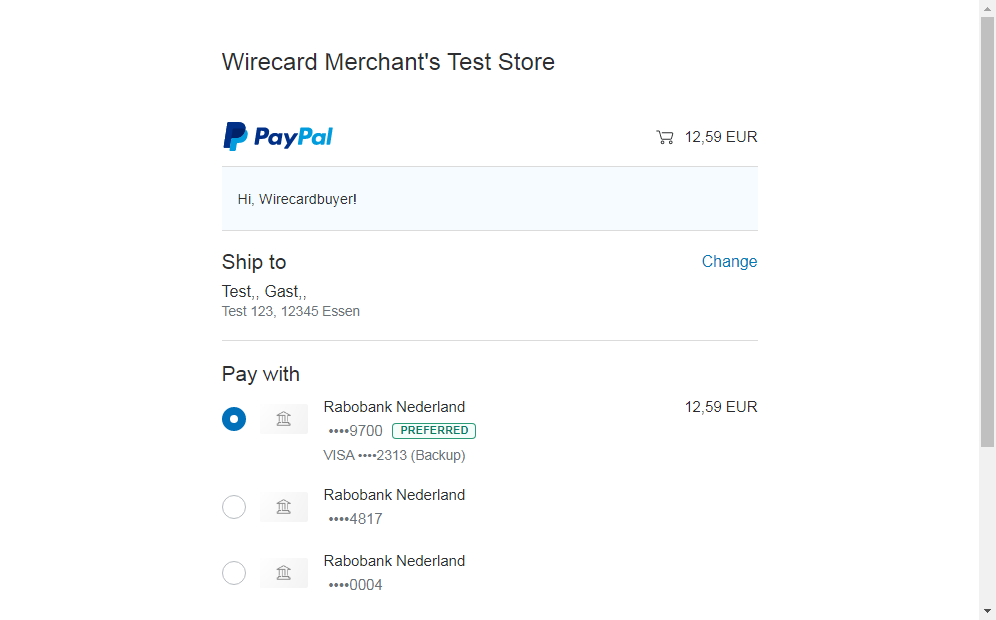 Wirecard Merchant's Test Store
PayPal 12,59 EUR
Hi, Wirecardbuyer!
Ship to Change
Test,, Gast,,
Test 123, 12345 Essen
Pay with
Rabobank Nederland 12,59 EUR
••••9700 PREFERRED
VISA ••••2313 (Backup)
Rabobank Nederland
••••4817
Rabobank Nederland
••••0004